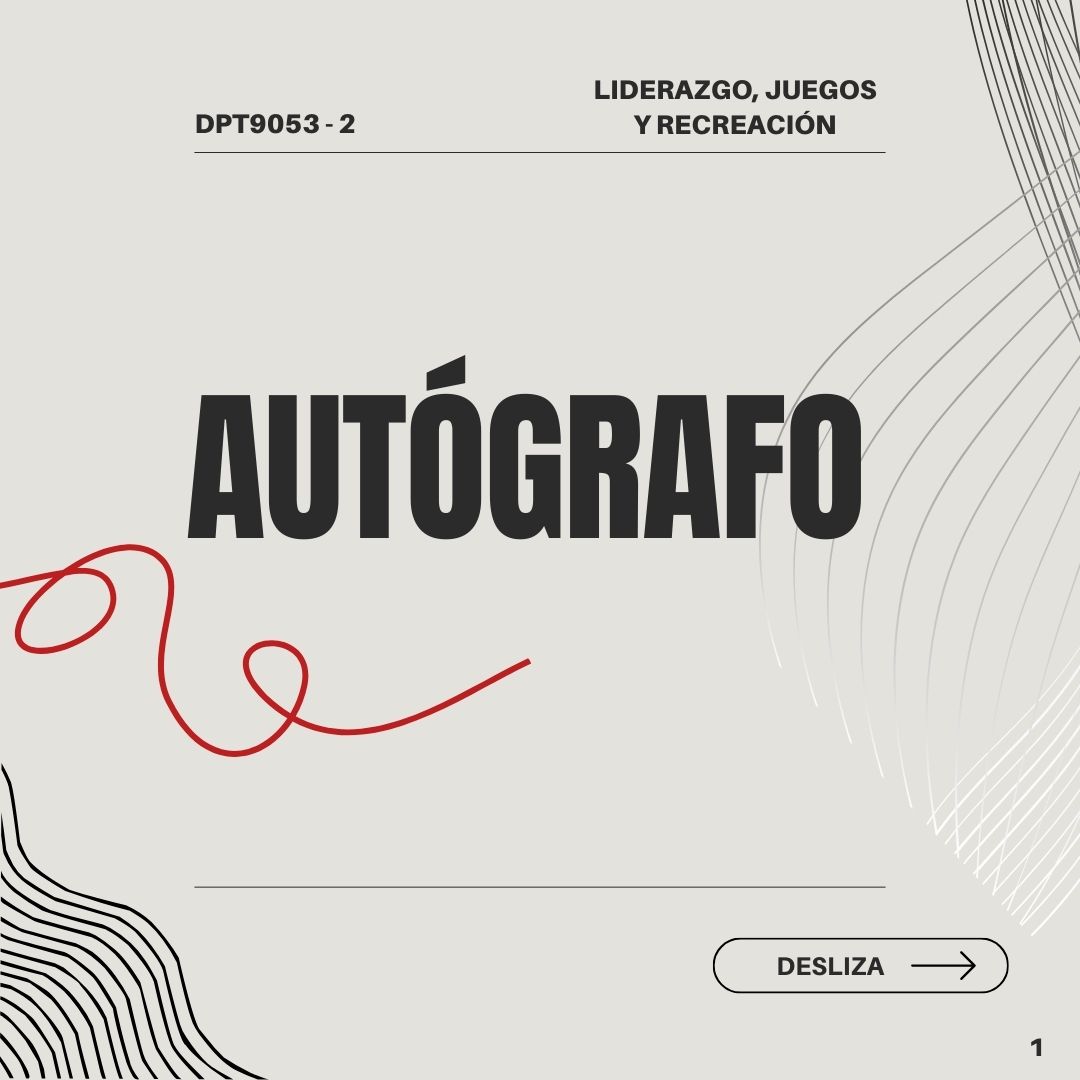 DPT9053 - 2
LIDERAZGO, JUEGOS
Y RECREACIÓN
AUTÓGRAFO
DESLIZA
1